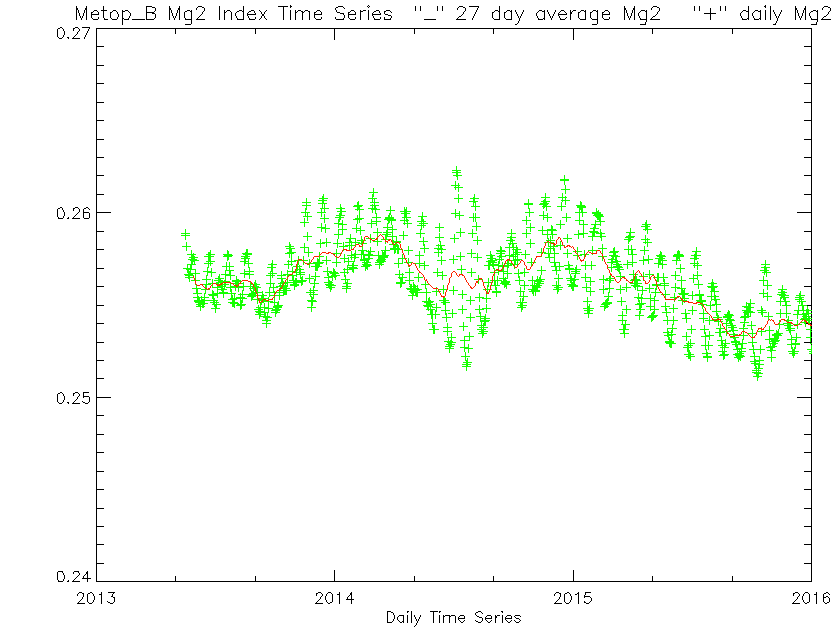 Metop_B Mg2 Index Time Series "_" 27 day average Mg2 "+" daily Mg2
0.27
0.26
0.25
0.24
2013 2014 2015 2016
Daily Time Series